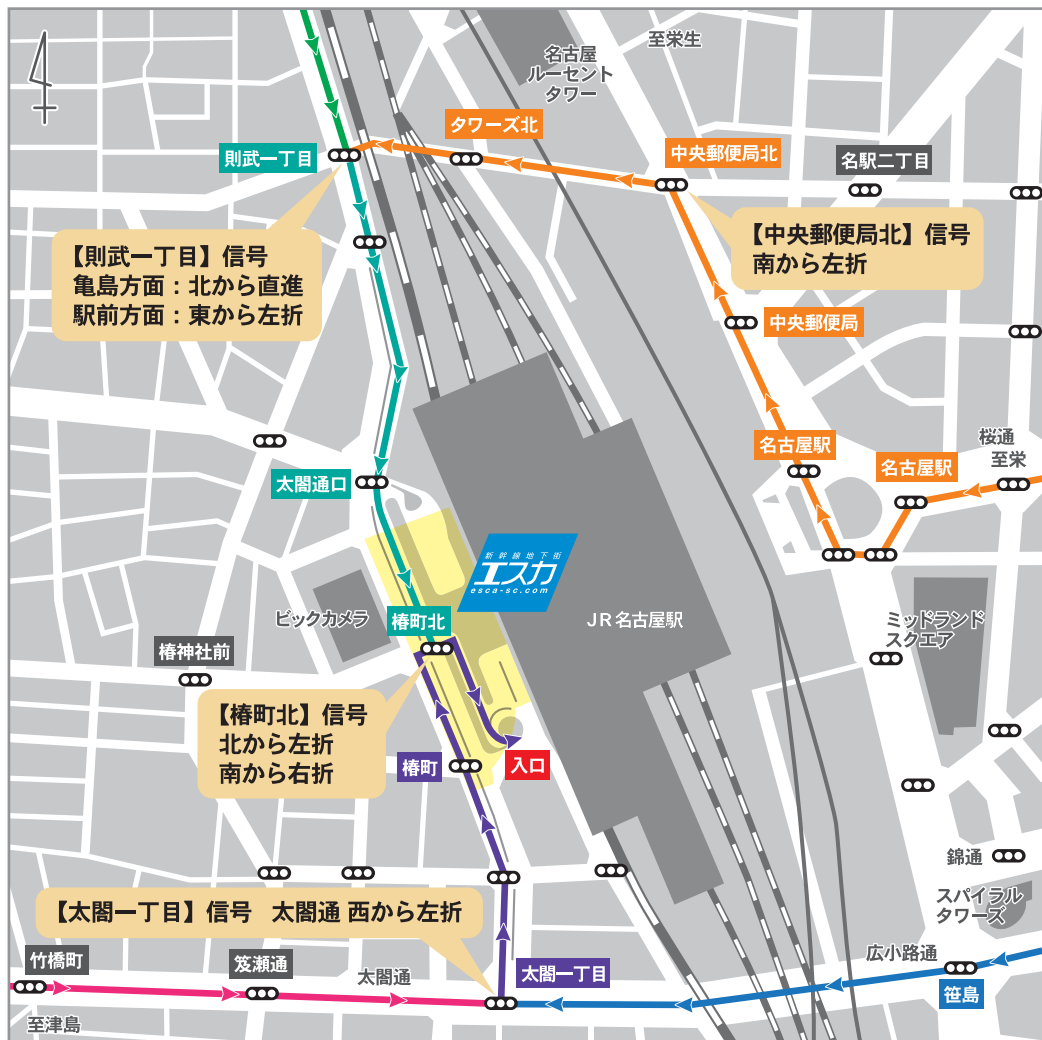 至栄生
名古屋
ルーセント
タワー
タワーズ北
中央郵便局北
則武一丁目
名駅二丁目
【中央郵便局北】信号
南から左折
【則武一丁目】信号
亀島方面：北から直進
駅前方面：東から左折
中央郵便局
名古屋駅
名古屋駅
桜通
至栄
太閤通口
新幹線地下街
エスカ
esca-sc.com
ビックカメラ
椿町北
JR名古屋駅
ミッドランド
スクエア
椿神社前
【椿町北】信号
北から左折
南から右折
椿町
入口
錦通
スパイラル
タワーズ
【太閤一丁目】信号　太閤通 西から左折
竹橋町
笈瀬通
太閤通
太閤一丁目
広小路通
笹島
至津島